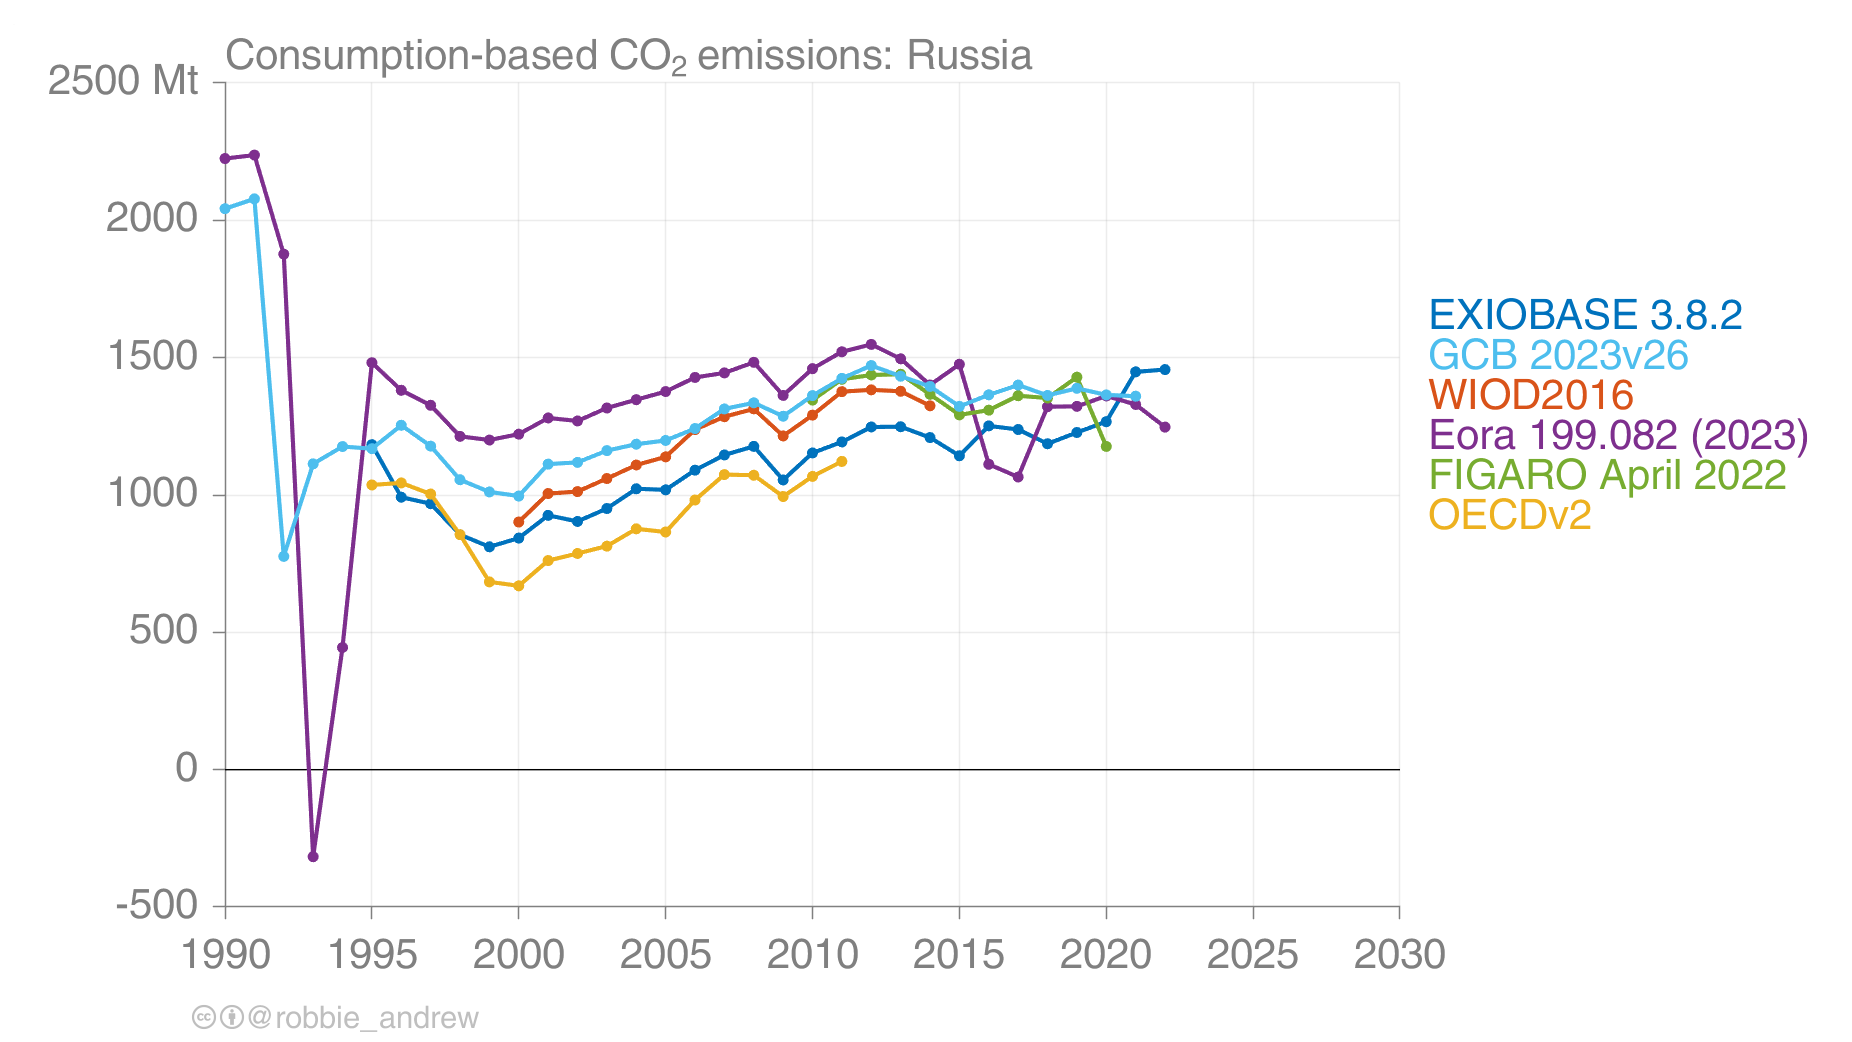 Consumption-based CO₂ emissions: Russia
2500 Mt
2000
1500
1000
500
0
-500
1990 1995 2000 2005 2010 2015 2020 2025 2030
EXIOBASE 3.8.2
GCB 2023v26
WIOD2016
Eora 199.082 (2023)
FIGARO April 2022
OECDv2
cc @robbie_andrew